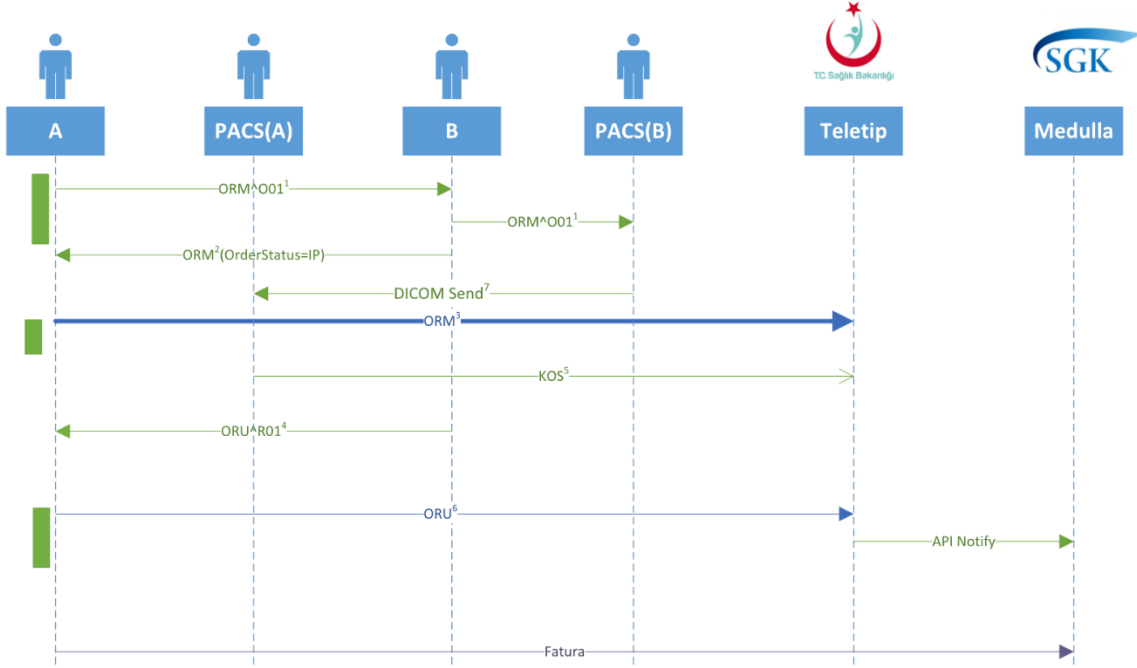 T.C. Sağlık Bakanlığı
SGK
A
PACS(A)
B
PACS(B)
Teletip
Medulla
ORM^O01¹
ORM^O01¹
ORM²(OrderStatus=IP)
DICOM Send⁷
ORM³
KOS⁵
ORU^R01⁴
ORU⁶
API Notify
Fatura